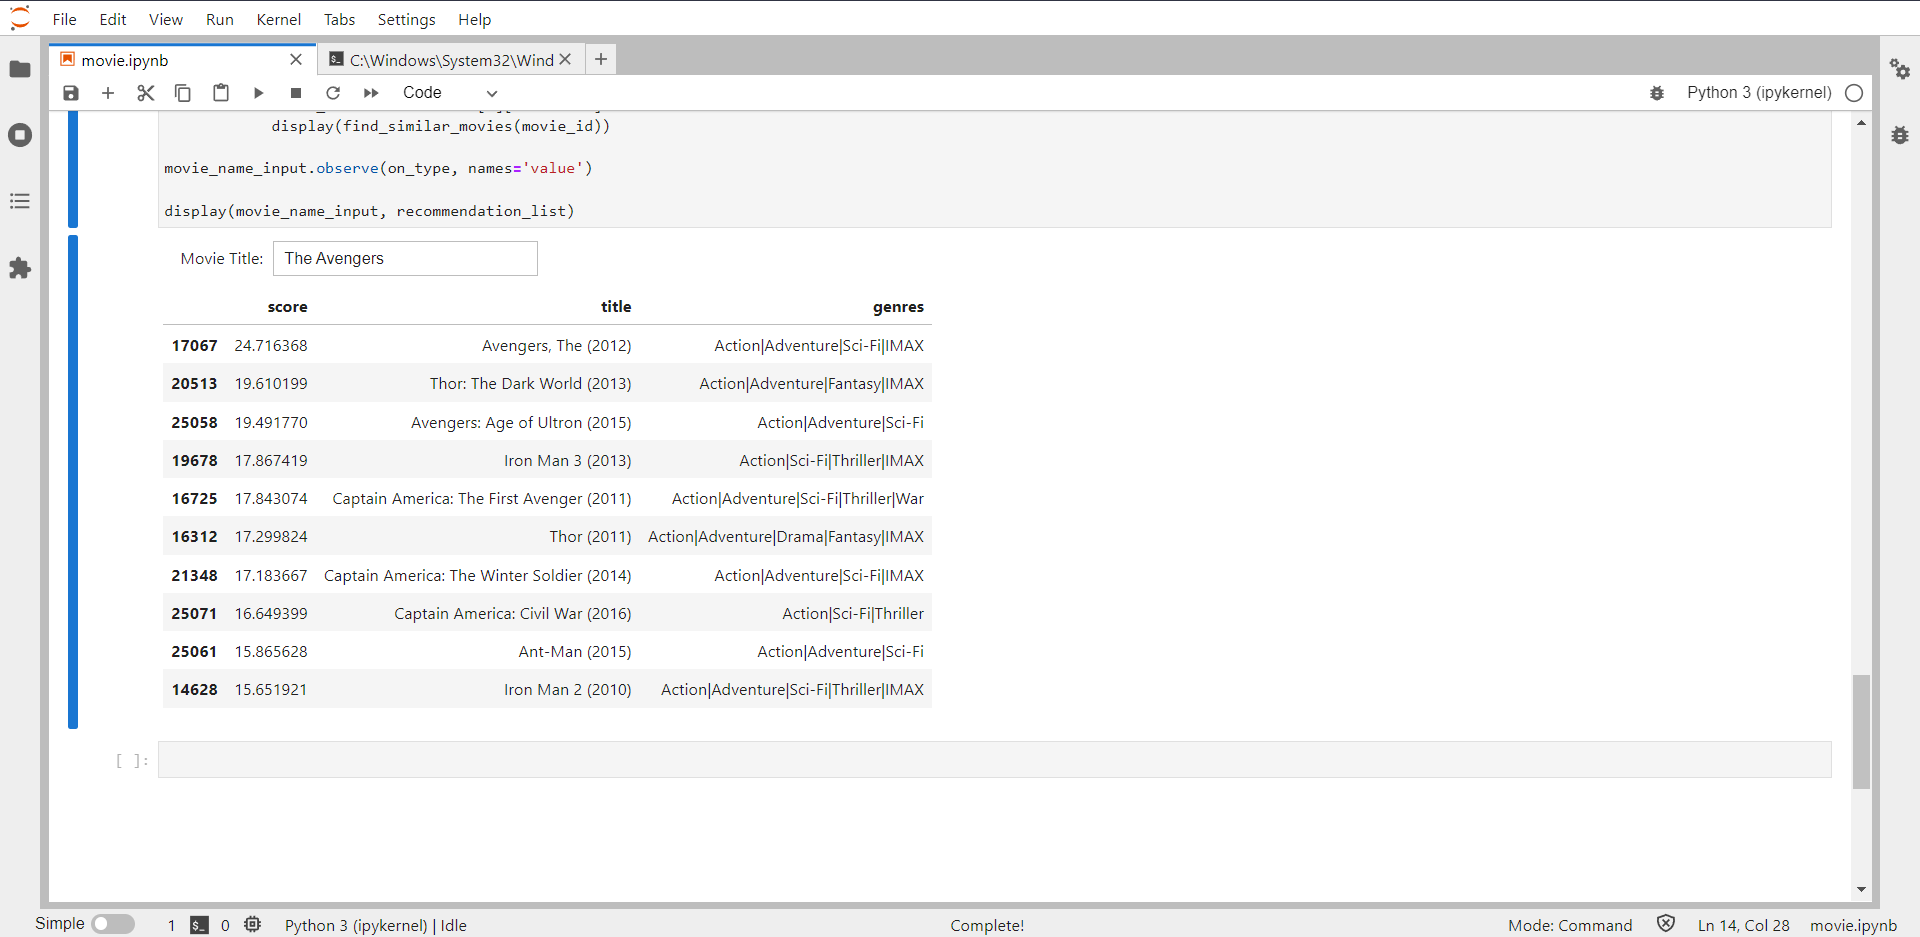 File Edit View Run Kernel Tabs Settings Help
movie.ipynb C:\Windows\System32\Wind
Code Python 3 (ipykernel)
display(find_similar_movies(movie_id))
movie_name_input.observe(on_type, names='value')
display(movie_name_input, recommendation_list)
Movie Title: The Avengers
score title genres
17067 24.716368 Avengers, The (2012) Action|Adventure|Sci-Fi|IMAX
20513 19.610199 Thor: The Dark World (2013) Action|Adventure|Fantasy|IMAX
25058 19.491770 Avengers: Age of Ultron (2015) Action|Adventure|Sci-Fi
19678 17.867419 Iron Man 3 (2013) Action|Sci-Fi|Thriller|IMAX
16725 17.843074 Captain America: The First Avenger (2011) Action|Adventure|Sci-Fi|Thriller|War
16312 17.299824 Thor (2011) Action|Adventure|Drama|Fantasy|IMAX
21348 17.183667 Captain America: The Winter Soldier (2014) Action|Adventure|Sci-Fi|IMAX
25071 16.649399 Captain America: Civil War (2016) Action|Sci-Fi|Thriller
25061 15.865628 Ant-Man (2015) Action|Adventure|Sci-Fi
14628 15.651921 Iron Man 2 (2010) Action|Adventure|Sci-Fi|Thriller|IMAX
[ ]:
Simple 1 $_ 0 Python 3 (ipykernel) | Idle Complete! Mode: Command Ln 14, Col 28 movie.ipynb